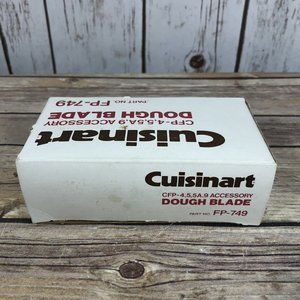 Cuisinart
CFP-4,5,5A,9 ACCESSORY
DOUGH BLADE
PART NO. FP-749
Cuisinart
CFP-4,5,5A,9 ACCESSORY
DOUGH BLADE
PART NO. FP-749